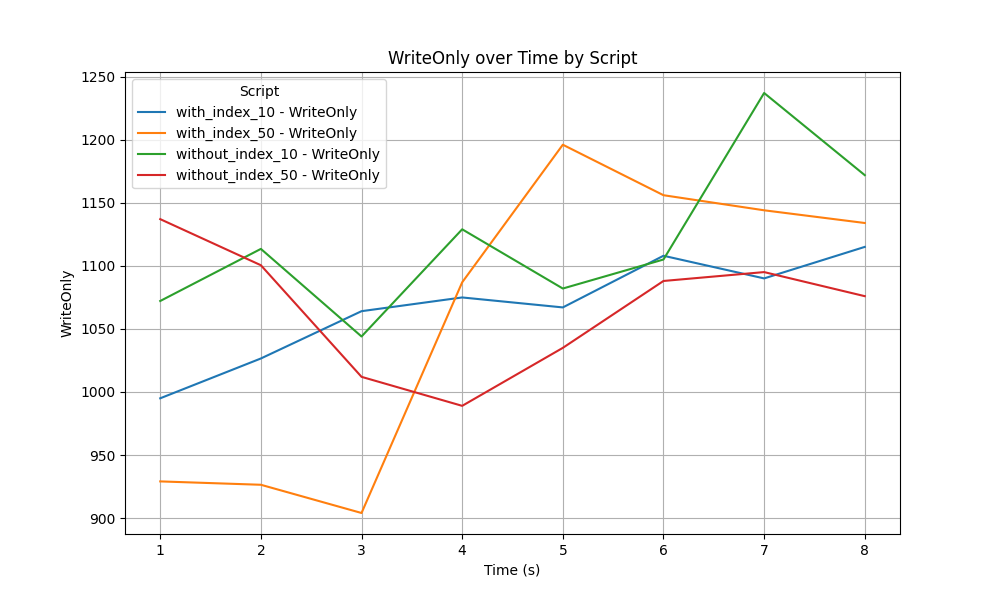 WriteOnly over Time by Script
Script
with_index_10 - WriteOnly
with_index_50 - WriteOnly
without_index_10 - WriteOnly
without_index_50 - WriteOnly
WriteOnly
1250
1200
1150
1100
1050
1000
950
900
1 2 3 4 5 6 7 8
Time (s)